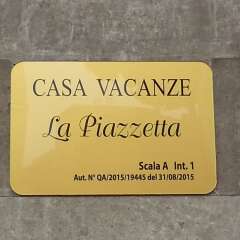 CASA VACANZE
La Piazzetta
Scala A Int. 1
Aut. N° QA/2015/19445 del 31/08/2015